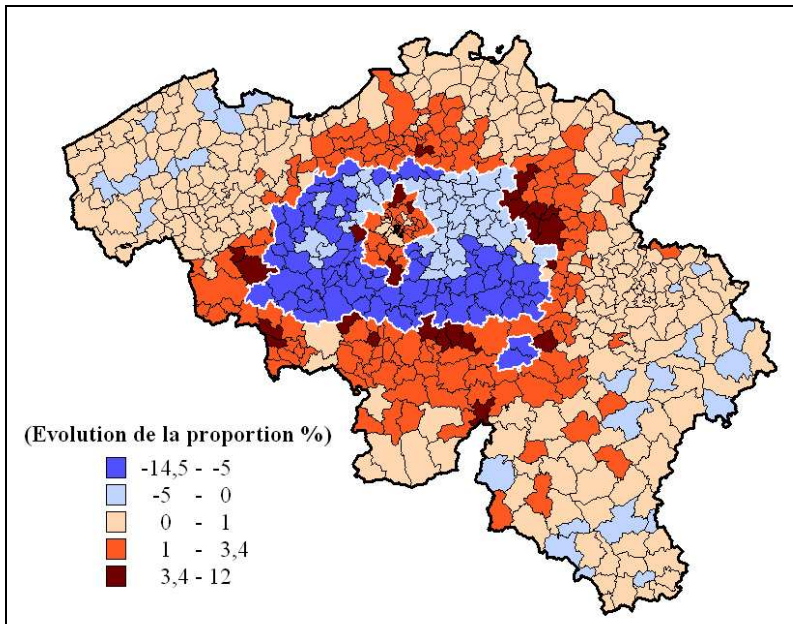 (Evolution de la proportion %)
-14,5 - -5
-5 - 0
0 - 1
1 - 3,4
3,4 - 12